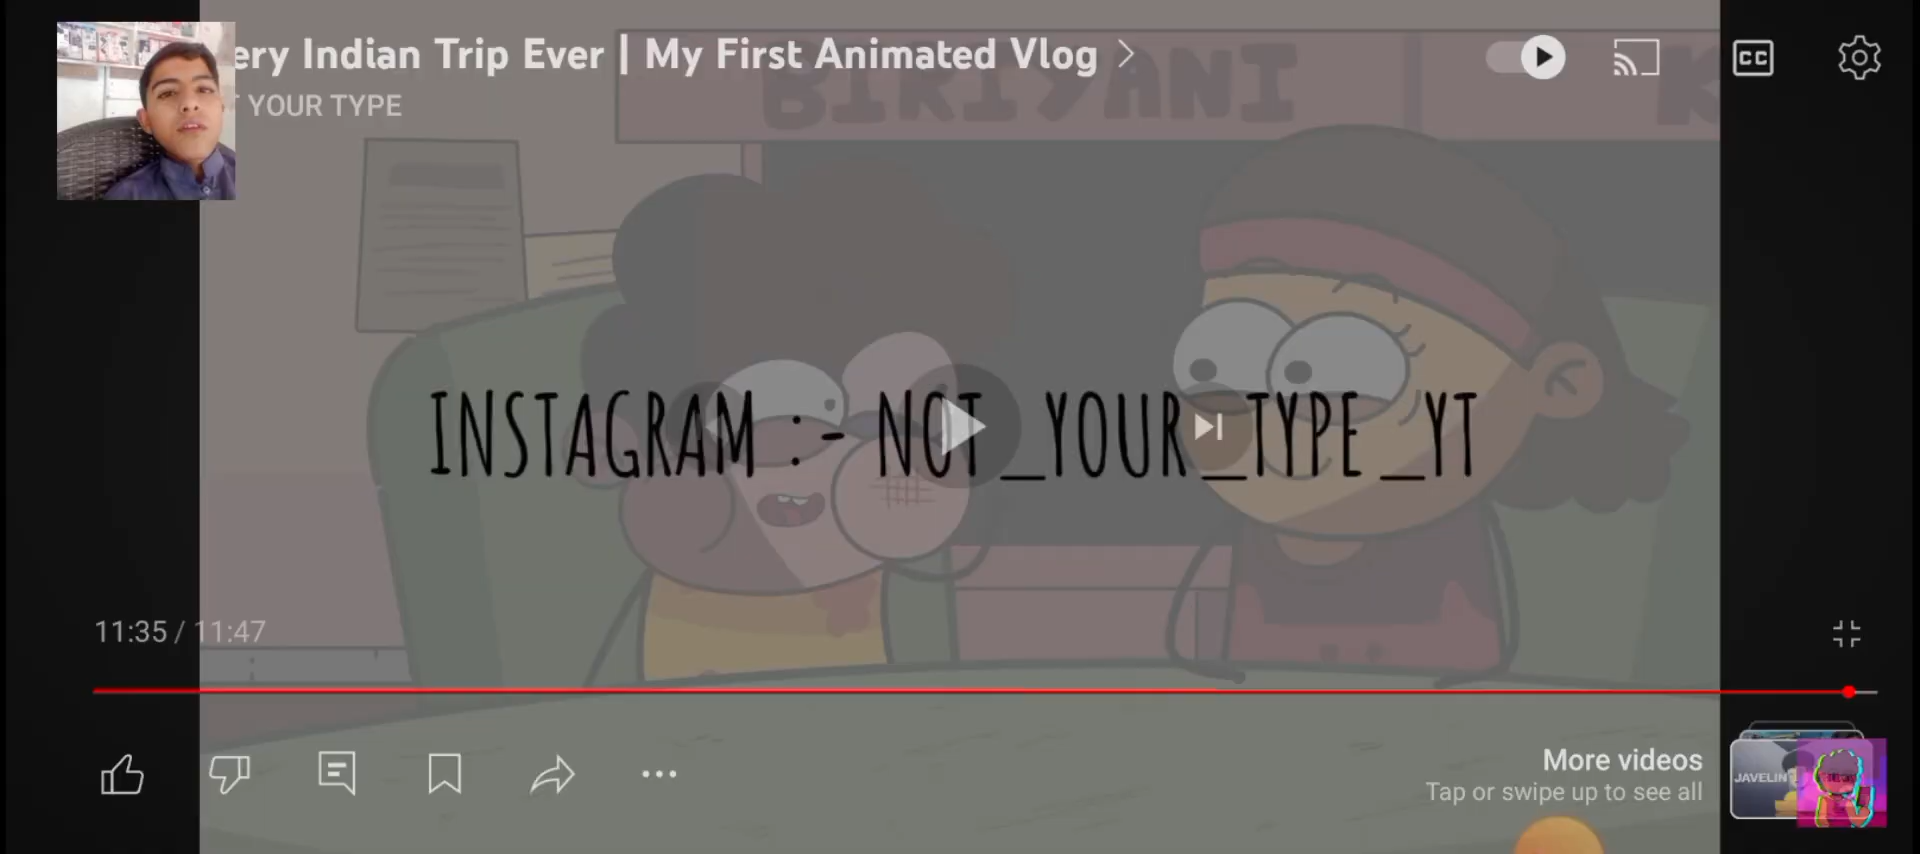 ery Indian Trip Ever | My First Animated Vlog
YOUR TYPE
BIRIYANI
K
CC
INSTAGRAM :- NOT_YOUR_TYPE_YT
11:35 / 11:47
More videos
Tap or swipe up to see all
JAVELIN